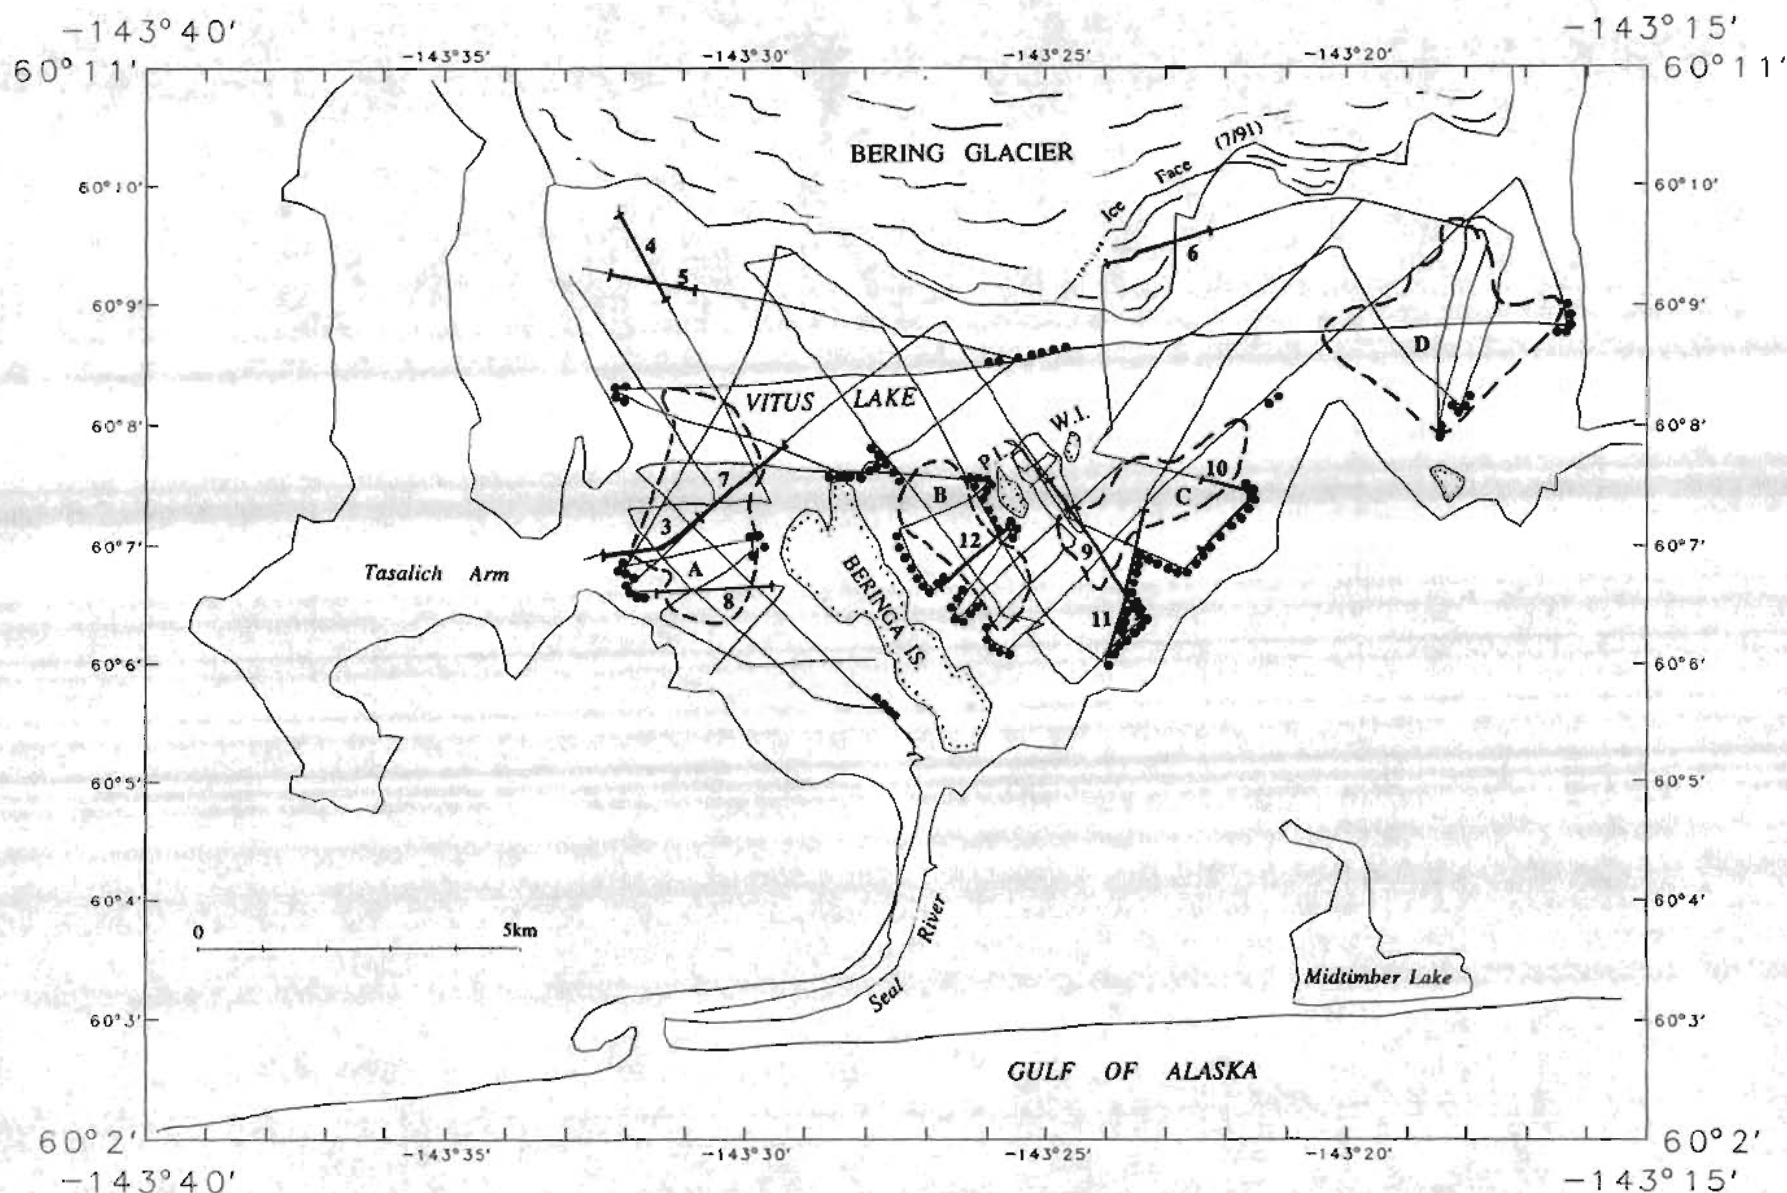 -143°40'
-143°15'
-143°35'
-143°30'
-143°25'
-143°20'
60°11'
60°11'
BERING GLACIER
Ice Face (7/91)
60°10'
60°10'
4
5
6
60°9'
60°9'
D
VITUS LAKE
W.I.
P.I.
60°8'
60°8'
7
B
10
C
3
12
9
60°7'
60°7'
Tasalich Arm
A
8
BERINGA IS.
11
60°6'
60°6'
60°5'
60°5'
60°4'
60°4'
0
5km
Seal River
Midtimber Lake
60°3'
60°3'
GULF OF ALASKA
60°2'
60°2'
-143°35'
-143°30'
-143°25'
-143°20'
-143°40'
-143°15'